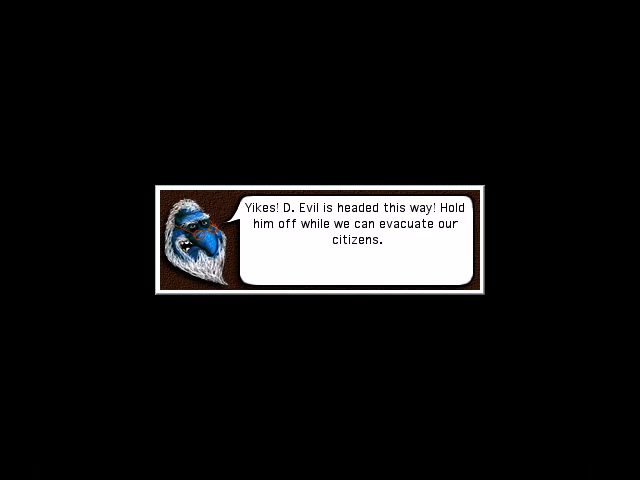 Yikes! D. Evil is headed this way! Hold
him off while we can evacuate our
citizens.